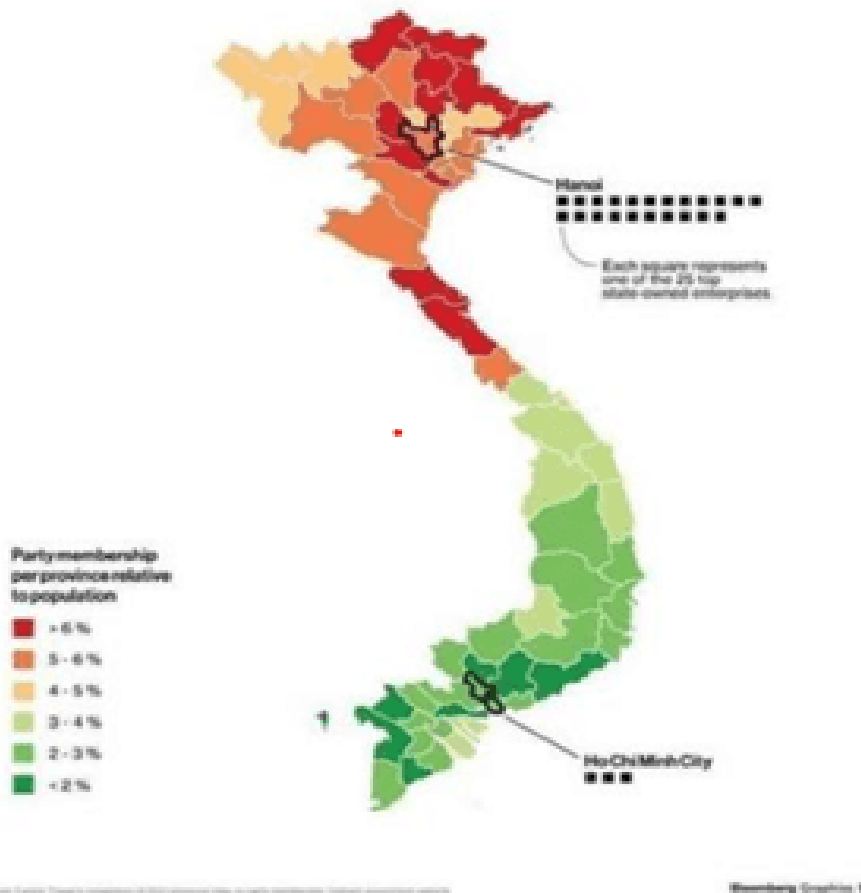 Hanoi
Each square represents
one of the 25 top
state-owned enterprises
Party membership
per province relative
to population
> 6 %
5 - 6 %
4 - 5 %
3 - 4 %
2 - 3 %
< 2 %
Ho Chi Minh City
Bloomberg Graphics